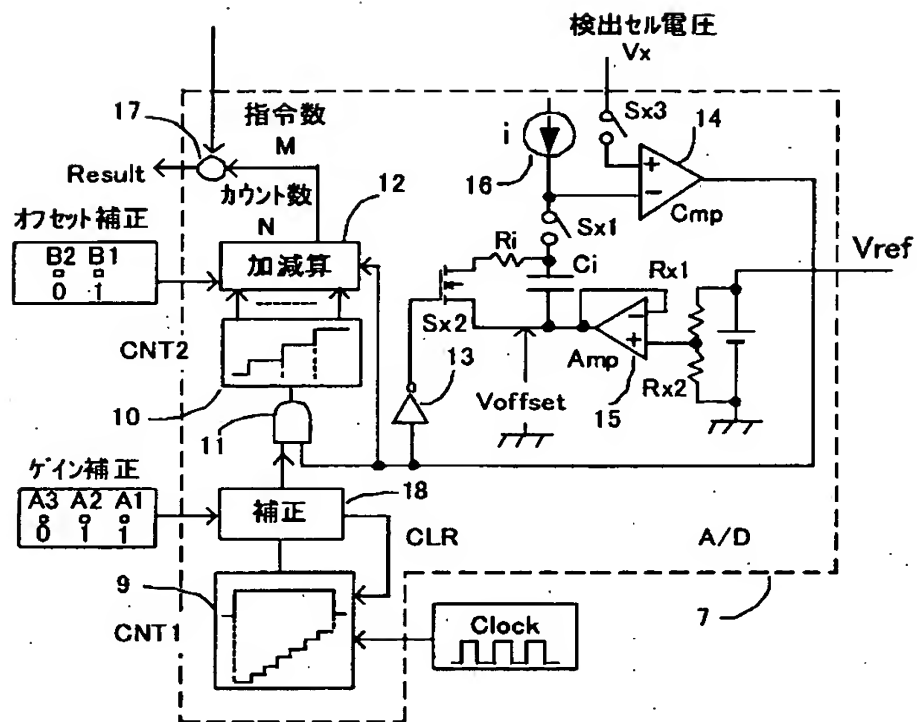 検出セル電圧
Vx
17
指令数
M
i
Sx3
14
16
Result
カウント数
N
12
Cmp
オフセット補正
B2 B1
0 1
加減算
Sx1
Ri
Ci
Rx1
Vref
CNT2
Sx2
Amp
15
Rx2
10
13
Voffset
11
ゲイン補正
A3 A2 A1
0 1 1
補正
18
CLR
A/D
9
CNT1
Clock
7